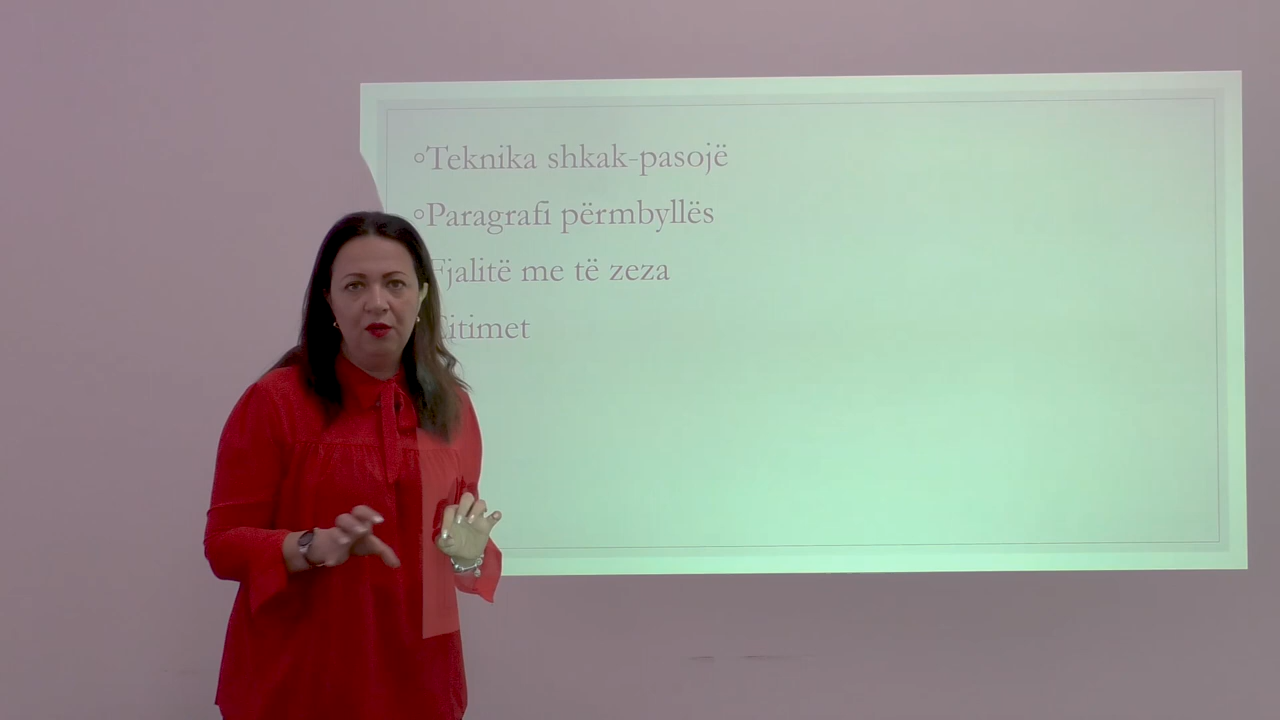 Teknika shkak-pasojë
Paragrafi përmbyllës
Fjalitë me të zeza
Citimet